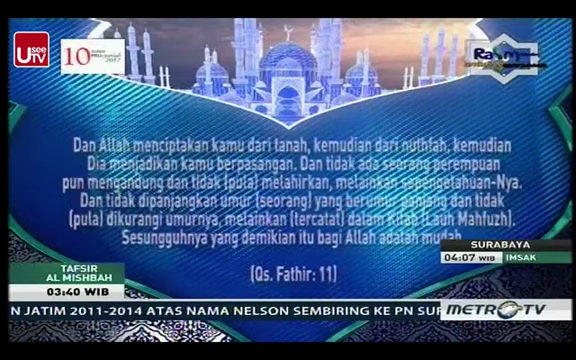 U see TV
10
2017
Dan Allah menciptakan kamu dari tanah, kemudian dari nuthfah, kemudian
Dia menjadikan kamu berpasangan. Dan tidak ada seorang perempuan
pun mengandung dan tidak (pula) melahirkan, melainkan sepengetahuan-Nya.
Dan tidak dipanjangkan umur (seorang) yang berumur panjang dan tidak
(pula) dikurangi umurnya, melainkan (tercatat) dalam Kitab (Lauh Mahfuzh).
Sesungguhnya yang demikian itu bagi Allah adalah mudah.
(Qs. Fathir: 11)
SURABAYA
04:07 WIB IMSAK
TAFSIR
AL MISHBAH
03:40 WIB
METRO TV
N JATIM 2011-2014 ATAS NAMA NELSON SEMBIRING KE PN SUR